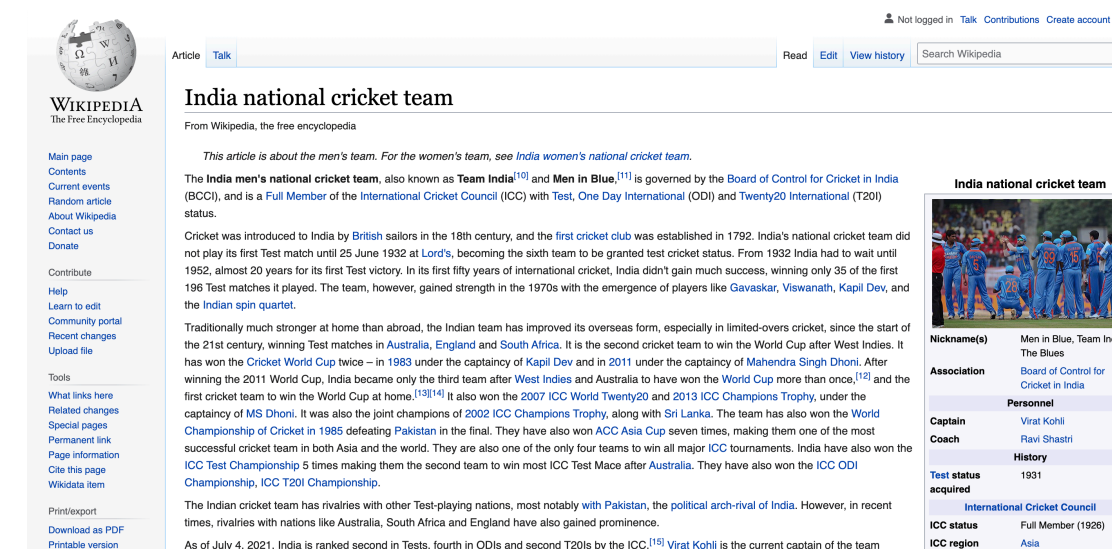 Not logged in Talk Contributions Create account
Article Talk
Read Edit View history
Search Wikipedia
WIKIPEDIA
The Free Encyclopedia
Main page
Contents
Current events
Random article
About Wikipedia
Contact us
Donate
Contribute
Help
Learn to edit
Community portal
Recent changes
Upload file
Tools
What links here
Related changes
Special pages
Permanent link
Page information
Cite this page
Wikidata item
Print/export
Download as PDF
Printable version
India national cricket team
From Wikipedia, the free encyclopedia
This article is about the men's team. For the women's team, see India women's national cricket team.
The India men's national cricket team, also known as Team India[10] and Men in Blue,[11] is governed by the Board of Control for Cricket in India
(BCCI), and is a Full Member of the International Cricket Council (ICC) with Test, One Day International (ODI) and Twenty20 International (T20I)
status.
Cricket was introduced to India by British sailors in the 18th century, and the first cricket club was established in 1792. India's national cricket team did
not play its first Test match until 25 June 1932 at Lord's, becoming the sixth team to be granted test cricket status. From 1932 India had to wait until
1952, almost 20 years for its first Test victory. In its first fifty years of international cricket, India didn't gain much success, winning only 35 of the first
196 Test matches it played. The team, however, gained strength in the 1970s with the emergence of players like Gavaskar, Viswanath, Kapil Dev, and
the Indian spin quartet.
Traditionally much stronger at home than abroad, the Indian team has improved its overseas form, especially in limited-overs cricket, since the start of
the 21st century, winning Test matches in Australia, England and South Africa. It is the second cricket team to win the World Cup after West Indies. It
has won the Cricket World Cup twice – in 1983 under the captaincy of Kapil Dev and in 2011 under the captaincy of Mahendra Singh Dhoni. After
winning the 2011 World Cup, India became only the third team after West Indies and Australia to have won the World Cup more than once,[12] and the
first cricket team to win the World Cup at home.[13][14] It also won the 2007 ICC World Twenty20 and 2013 ICC Champions Trophy, under the
captaincy of MS Dhoni. It was also the joint champions of 2002 ICC Champions Trophy, along with Sri Lanka. The team has also won the World
Championship of Cricket in 1985 defeating Pakistan in the final. They have also won ACC Asia Cup seven times, making them one of the most
successful cricket team in both Asia and the world. They are also one of the only four teams to win all major ICC tournaments. India have also won the
ICC Test Championship 5 times making them the second team to win most ICC Test Mace after Australia. They have also won the ICC ODI
Championship, ICC T20I Championship.
The Indian cricket team has rivalries with other Test-playing nations, most notably with Pakistan, the political arch-rival of India. However, in recent
times, rivalries with nations like Australia, South Africa and England have also gained prominence.
As of July 4, 2021, India is ranked second in Tests, fourth in ODIs and second T20Is by the ICC.[15] Virat Kohli is the current captain of the team
India national cricket team
Nickname(s) Men in Blue, Team In
The Blues
Association Board of Control for
Cricket in India
Personnel
Captain Virat Kohli
Coach Ravi Shastri
History
Test status 1931
acquired
International Cricket Council
ICC status Full Member (1926)
ICC region Asia